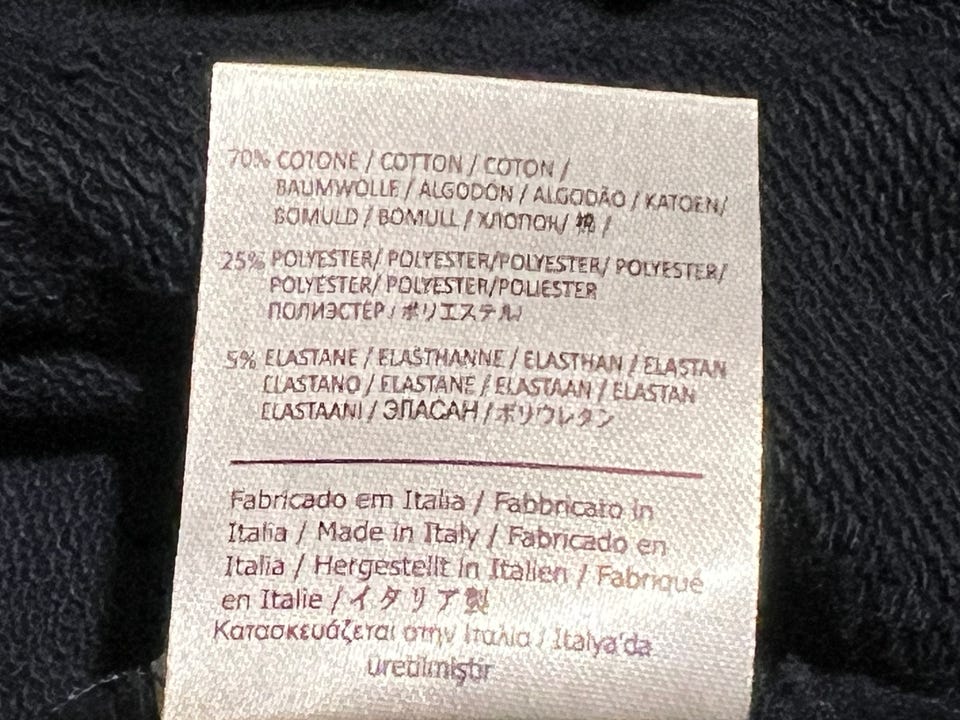 70% COTONE / COTTON / COTON /
BAUMWOLLE / ALGODON / ALGODÃO / KATOEN/
BOMULD / BOMULL / ХЛОПОК/ 綿 /
25% POLYESTER/ POLYESTER/POLYESTER/ POLYESTER/
POLYESTER/ POLYESTER/POLIESTER
ПОЛИЭСТЕР / ポリエステル/
5% ELASTANE / ELASTHANNE / ELASTHAN / ELASTAN
ELASTANO / ELASTANE / ELASTAAN / ELASTAN
ELASTAANI / ЭЛАСАН / ポリウレタン
Fabricado em Italia / Fabbricato in
Italia / Made in Italy / Fabricado en
Italia / Hergestellt in Italien / Fabriqué
en Italie / イタリア製
Κατασκευάζεται στην Ιταλία / Italya'da
üretilmiştir